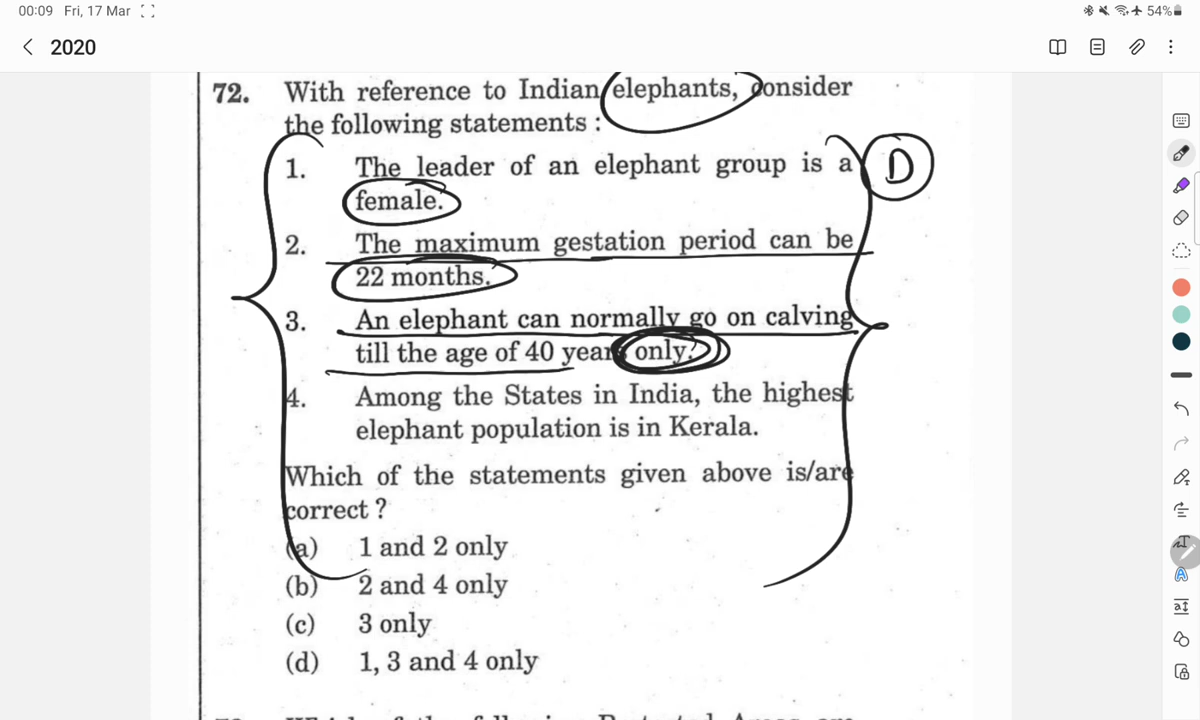 00:09 Fri, 17 Mar
54%
2020
72. With reference to Indian elephants, consider
the following statements :
1. The leader of an elephant group is a
female.
D
2. The maximum gestation period can be
22 months.
3. An elephant can normally go on calving
till the age of 40 years only.
4. Among the States in India, the highest
elephant population is in Kerala.
Which of the statements given above is/are
correct ?
(a) 1 and 2 only
(b) 2 and 4 only
(c) 3 only
(d) 1, 3 and 4 only